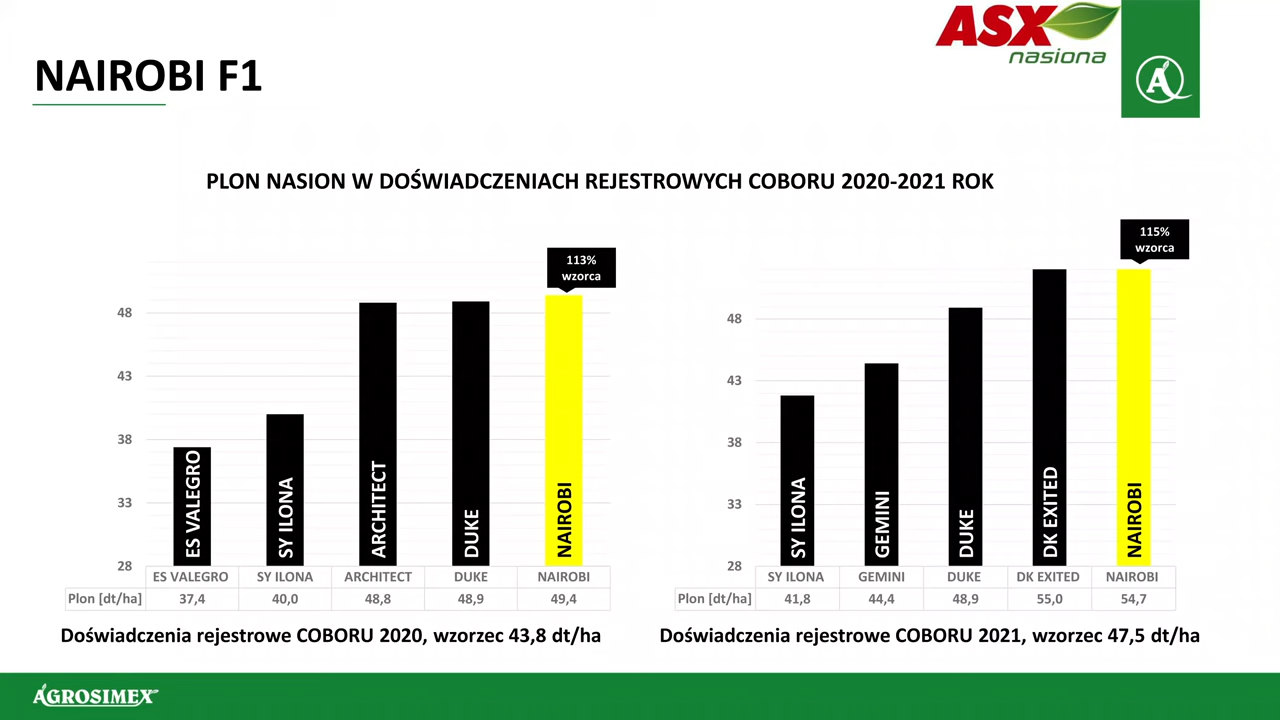 ASX
nasiona
NAIROBI F1
PLON NASION W DOŚWIADCZENIACH REJESTROWYCH COBORU 2020-2021 ROK
113%
wzorca
48
43
38
33
28
ES VALEGRO
SY ILONA
ARCHITECT
DUKE
NAIROBI
ES VALEGRO SY ILONA ARCHITECT DUKE NAIROBI
Plon [dt/ha] 37,4 40,0 48,8 48,9 49,4
Doświadczenia rejestrowe COBORU 2020, wzorzec 43,8 dt/ha
115%
wzorca
48
43
38
33
28
SY ILONA
GEMINI
DUKE
DK EXITED
NAIROBI
SY ILONA GEMINI DUKE DK EXITED NAIROBI
Plon [dt/ha] 41,8 44,4 48,9 55,0 54,7
Doświadczenia rejestrowe COBORU 2021, wzorzec 47,5 dt/ha
AGROSIMEX